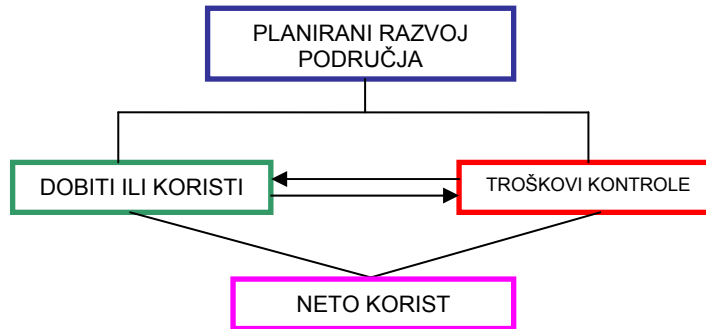 PLANIRANI RAZVOJ
PODRUČJA
DOBITI ILI KORISTI
TROŠKOVI KONTROLE
NETO KORIST